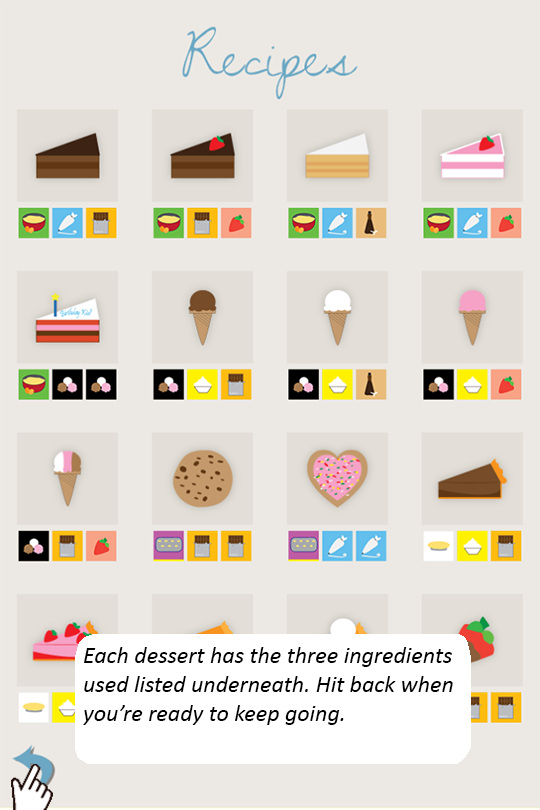 Recipes
Birthday Kid!
Each dessert has the three ingredients
used listed underneath. Hit back when
you’re ready to keep going.